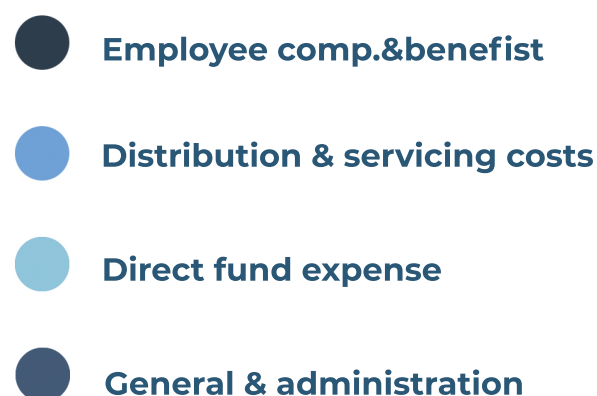 Employee comp.&benefist
Distribution & servicing costs
Direct fund expense
General & administration